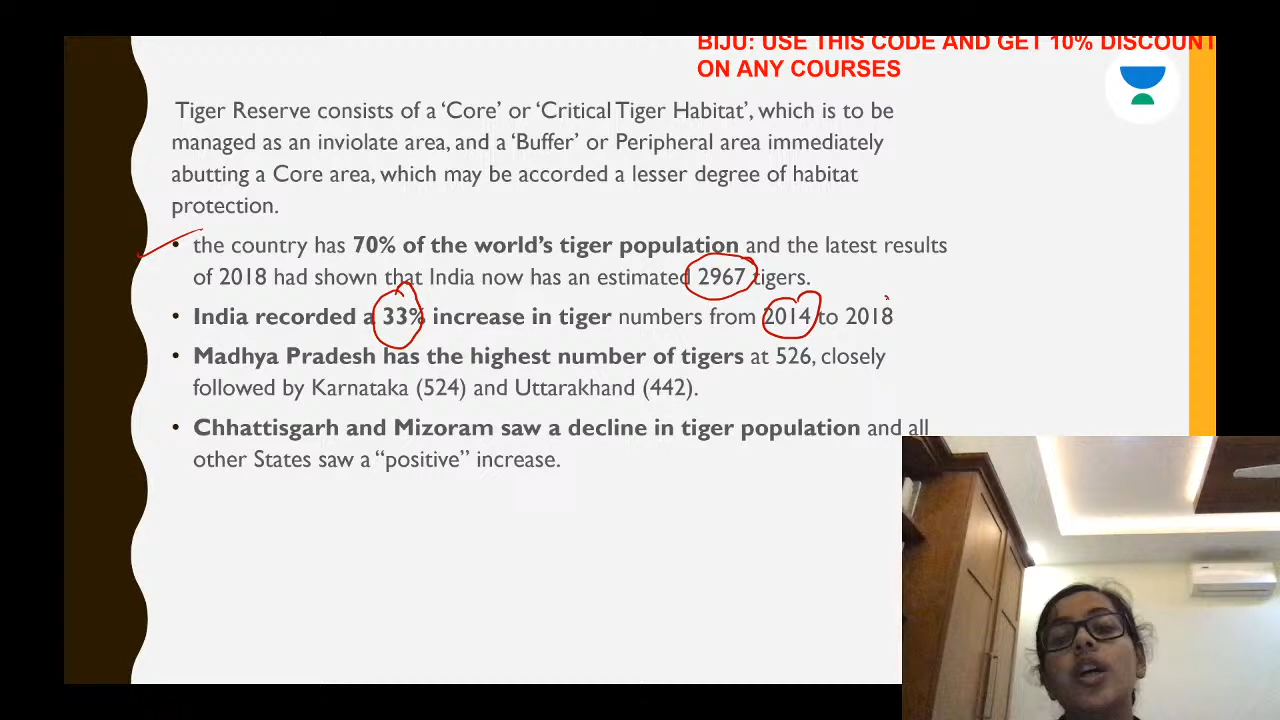 BIJU: USE THIS CODE AND GET 10% DISCOUNT
ON ANY COURSES
Tiger Reserve consists of a ‘Core’ or ‘Critical Tiger Habitat’, which is to be
managed as an inviolate area, and a ‘Buffer’ or Peripheral area immediately
abutting a Core area, which may be accorded a lesser degree of habitat
protection.
• the country has 70% of the world’s tiger population and the latest results
of 2018 had shown that India now has an estimated 2967 tigers.
• India recorded a 33% increase in tiger numbers from 2014 to 2018
• Madhya Pradesh has the highest number of tigers at 526, closely
followed by Karnataka (524) and Uttarakhand (442).
• Chhattisgarh and Mizoram saw a decline in tiger population and all
other States saw a “positive” increase.